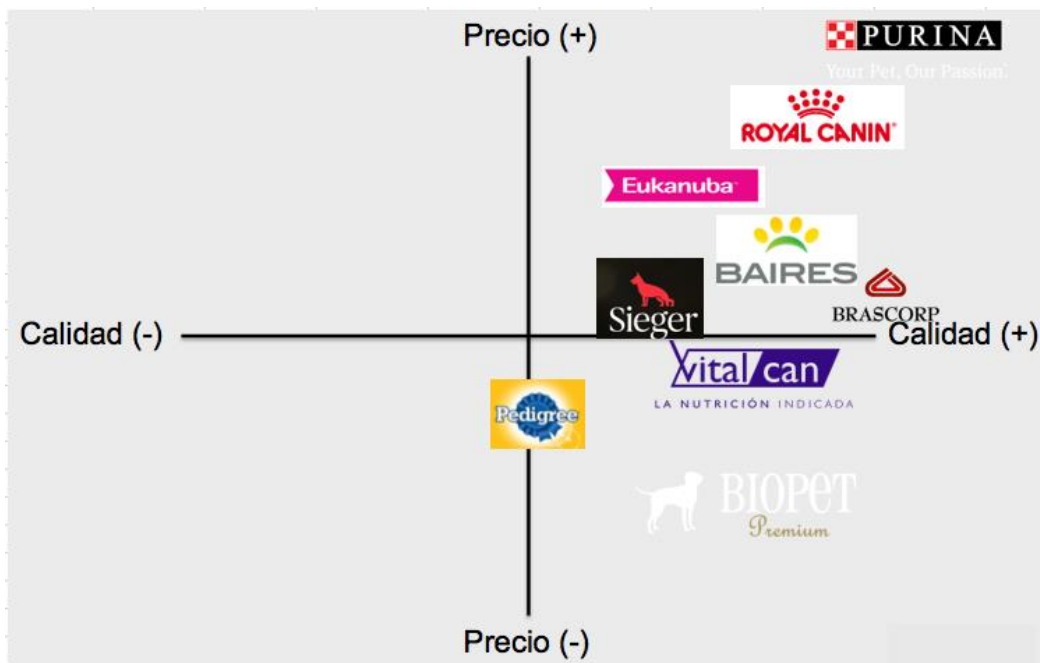 Precio (+)
PURINA
Your Pet, Our Passion.
ROYAL CANIN
Eukanuba
BAIRES
Sieger
BRASCORP
Calidad (-)
Calidad (+)
vital can
LA NUTRICIÓN INDICADA
Pedigree
BIOPET
Premium
Precio (-)